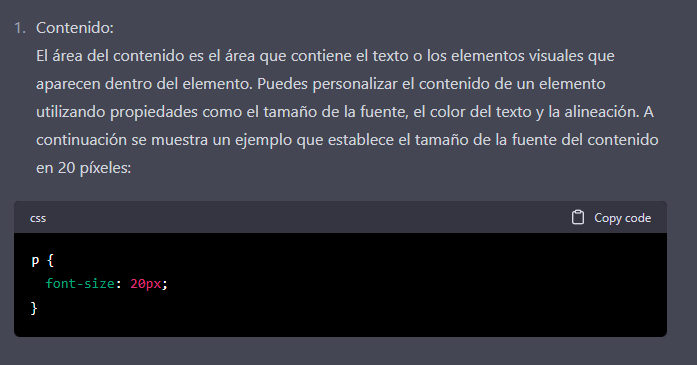 1. Contenido:
El área del contenido es el área que contiene el texto o los elementos visuales que
aparecen dentro del elemento. Puedes personalizar el contenido de un elemento
utilizando propiedades como el tamaño de la fuente, el color del texto y la alineación. A
continuación se muestra un ejemplo que establece el tamaño de la fuente del contenido
en 20 píxeles:
css Copy code
p {
  font-size: 20px;
}